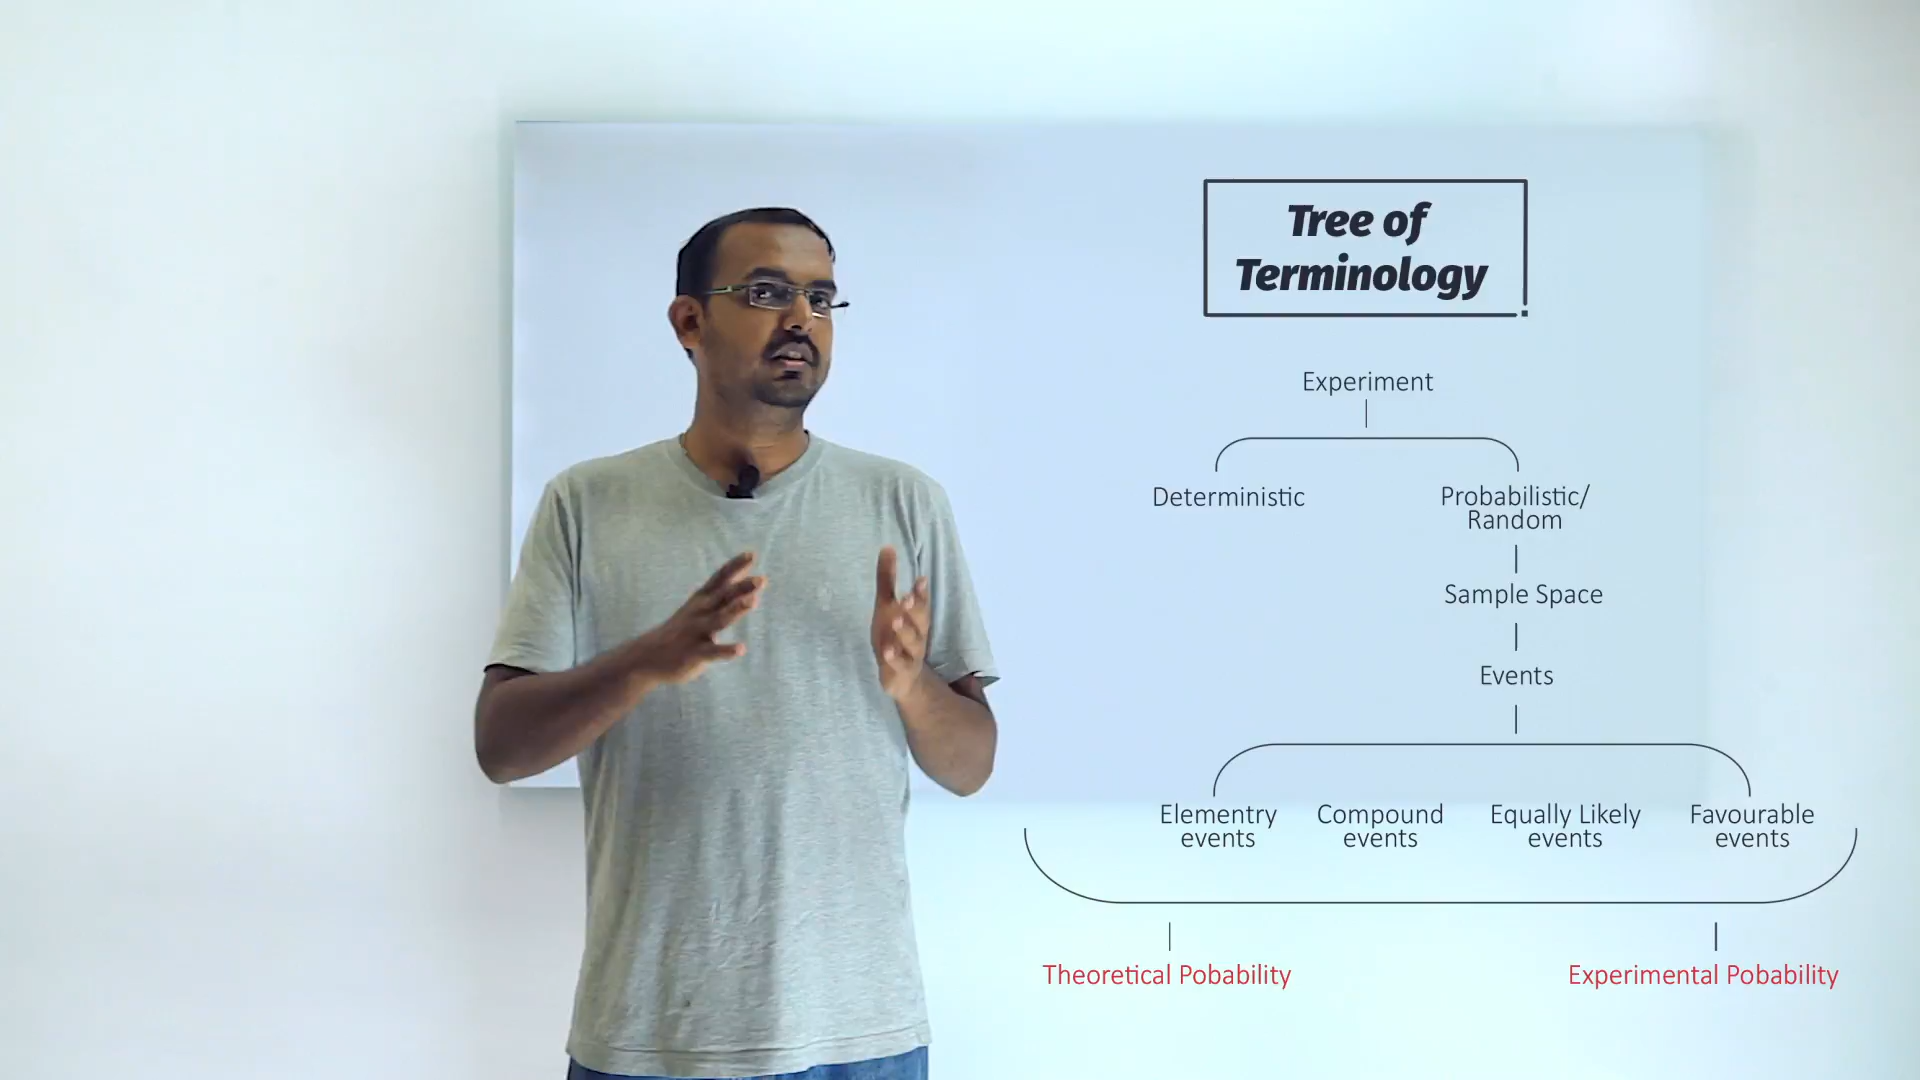 Tree of
Terminology
Experiment
Deterministic
Probabilistic/
Random
Sample Space
Events
Elementry
events
Compound
events
Equally Likely
events
Favourable
events
Theoretical Pobability
Experimental Pobability